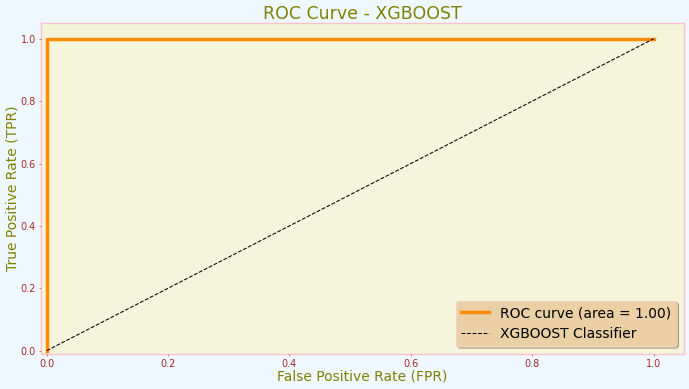 ROC Curve - XGBOOST
True Positive Rate (TPR)
1.0
0.8
0.6
0.4
0.2
0.0
0.0 0.2 0.4 0.6 0.8 1.0
False Positive Rate (FPR)
ROC curve (area = 1.00)
XGBOOST Classifier